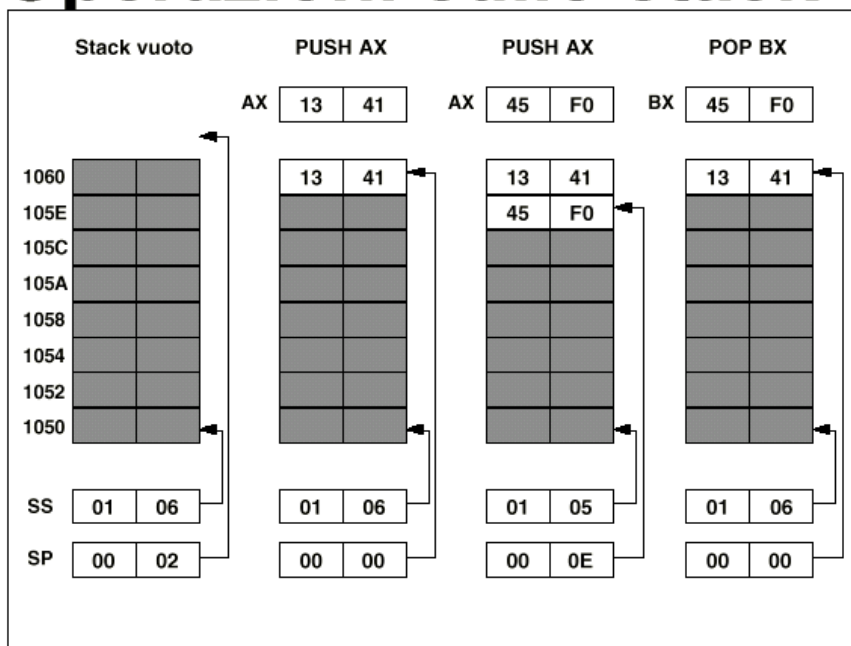 Stack vuoto PUSH AX PUSH AX POP BX
AX 13 41 AX 45 F0 BX 45 F0
1060 13 41 13 41 13 41
105E 45 F0
105C
105A
1058
1054
1052
1050
SS 01 06 01 06 01 05 01 06
SP 00 02 00 00 00 0E 00 00